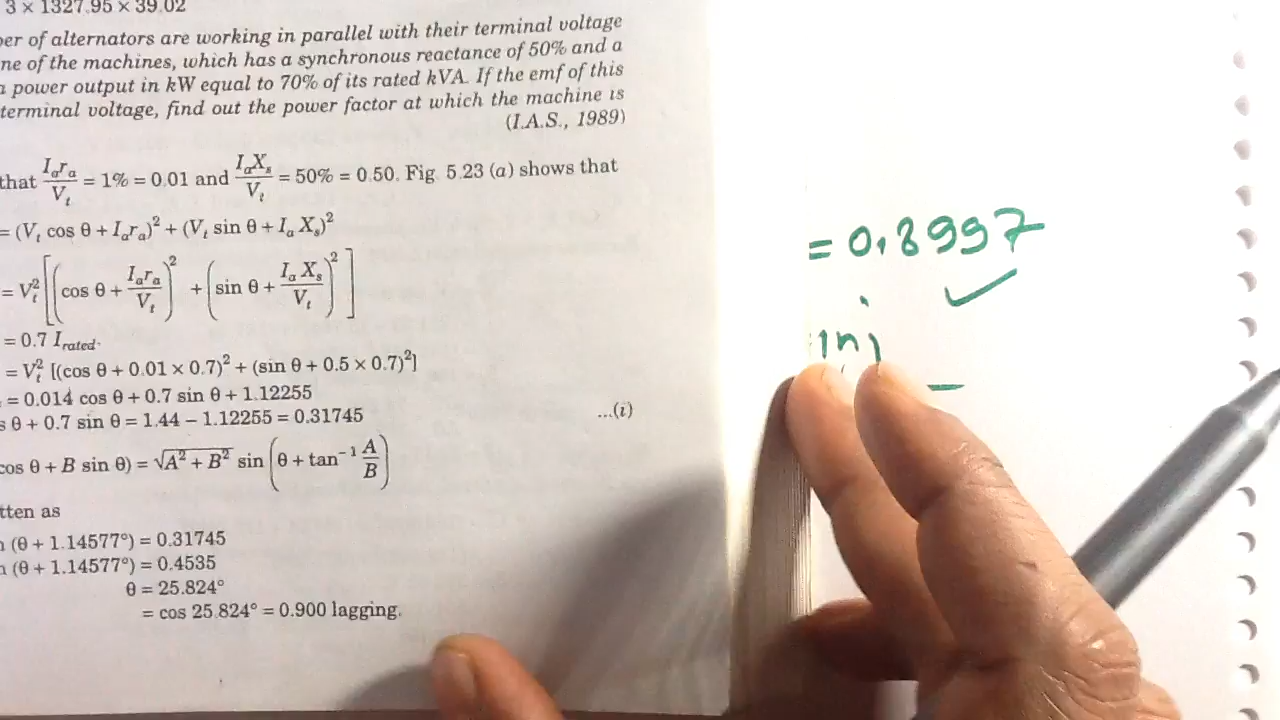 3 × 1327.95 × 39.02
er of alternators are working in parallel with their terminal voltage
ne of the machines, which has a synchronous reactance of 50% and a
power output in kW equal to 70% of its rated kVA. If the emf of this
terminal voltage, find out the power factor at which the machine is
(I.A.S., 1989)
that I_a r_a / V_t = 1% = 0.01 and I_a X_s / V_t = 50% = 0.50. Fig. 5.23 (a) shows that
= (V_t cos θ + I_a r_a)² + (V_t sin θ + I_a X_s)²
= V_t² [(cos θ + I_a r_a / V_t)² + (sin θ + I_a X_s / V_t)²]
= 0.7 I_rated.
= V_t² [(cos θ + 0.01 × 0.7)² + (sin θ + 0.5 × 0.7)²]
= 0.014 cos θ + 0.7 sin θ + 1.12255
s θ + 0.7 sin θ = 1.44 – 1.12255 = 0.31745 ...(i)
cos θ + B sin θ) = √(A² + B²) sin (θ + tan⁻¹ A/B)
tten as
(θ + 1.14577°) = 0.31745
(θ + 1.14577°) = 0.4535
θ = 25.824°
= cos 25.824° = 0.900 lagging.
= 0.8997 ✓